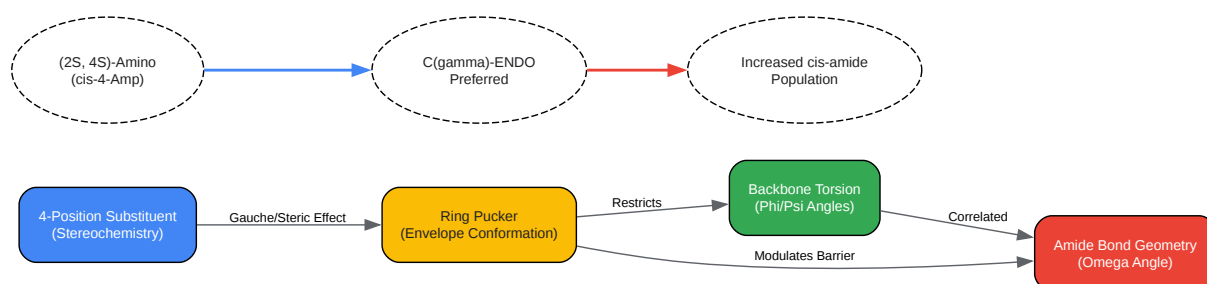 (2S, 4S)-Amino
(cis-4-Amp)
C(gamma)-ENDO
Preferred
Increased cis-amide
Population
4-Position Substituent
(Stereochemistry)
Gauche/Steric Effect
Ring Pucker
(Envelope Conformation)
Restricts
Backbone Torsion
(Phi/Psi Angles)
Correlated
Modulates Barrier
Amide Bond Geometry
(Omega Angle)